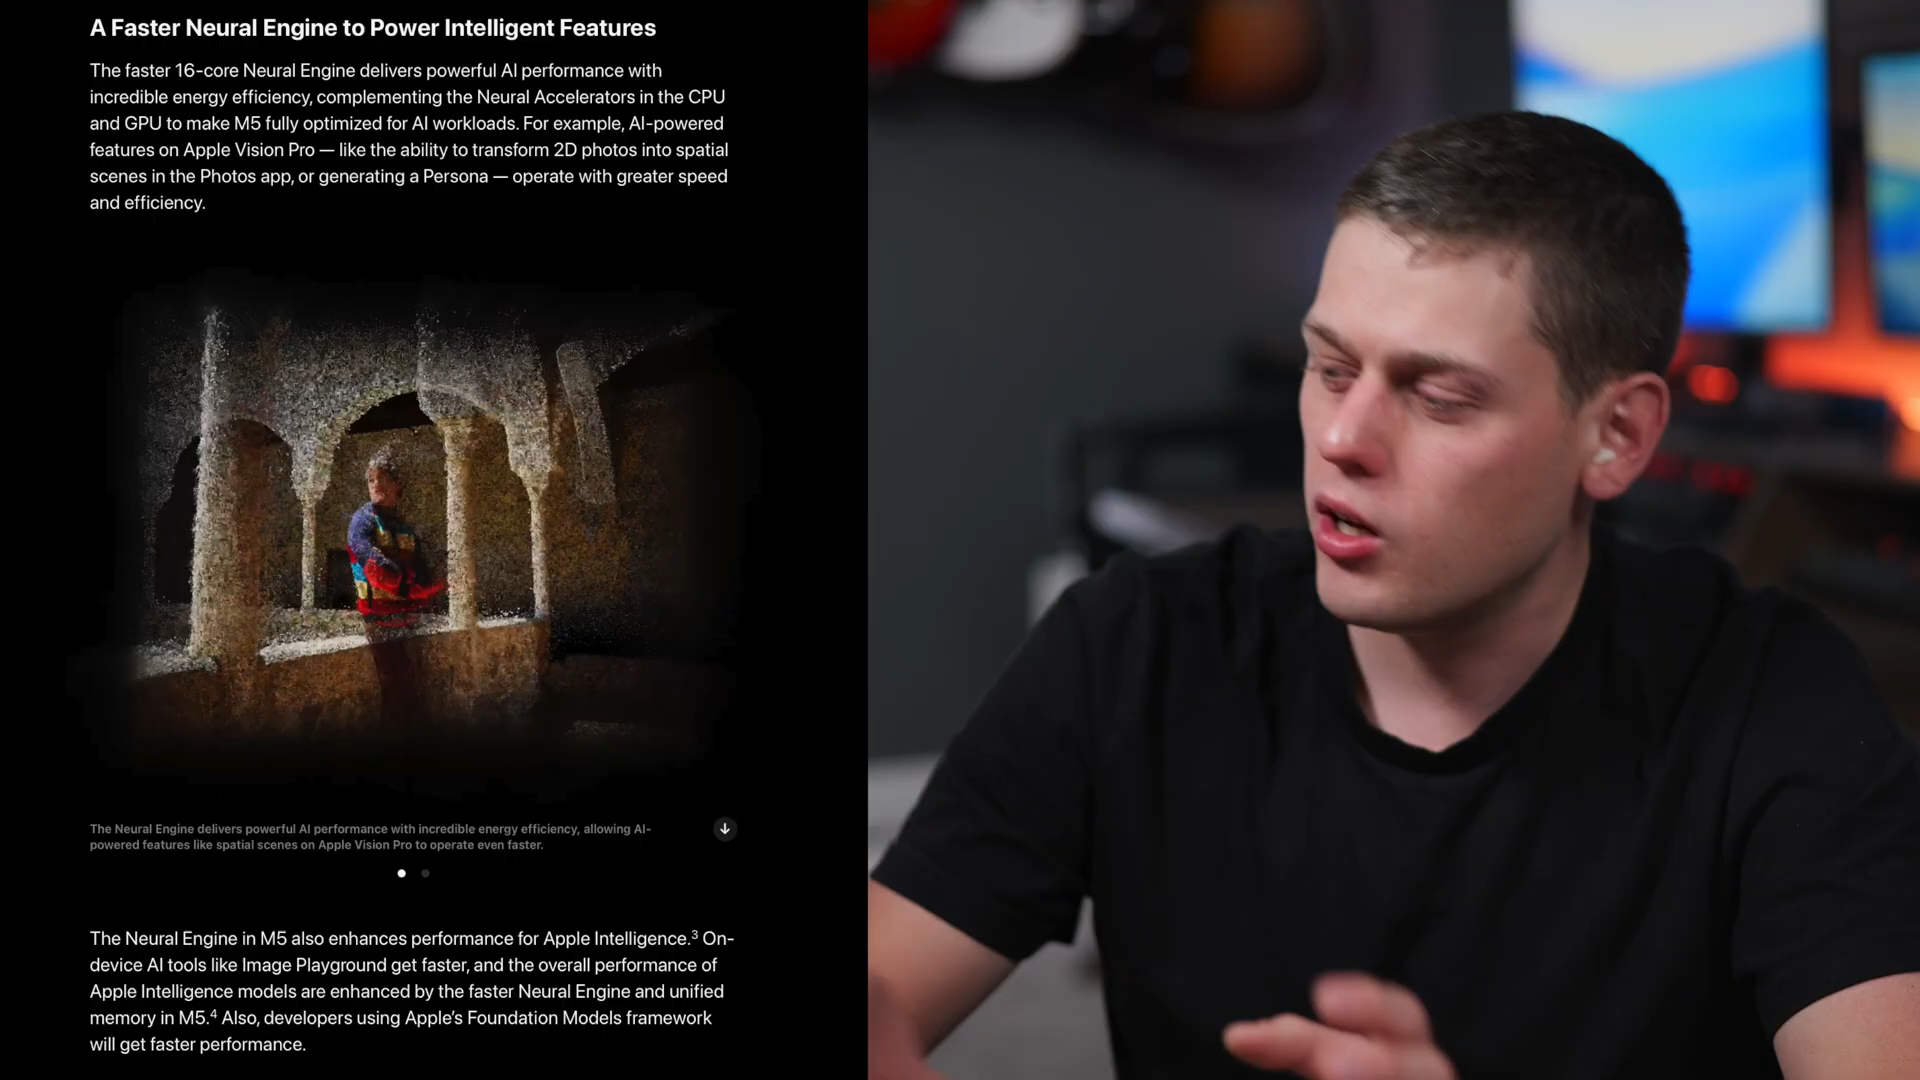 A Faster Neural Engine to Power Intelligent Features
The faster 16-core Neural Engine delivers powerful AI performance with
incredible energy efficiency, complementing the Neural Accelerators in the CPU
and GPU to make M5 fully optimized for AI workloads. For example, AI-powered
features on Apple Vision Pro — like the ability to transform 2D photos into spatial
scenes in the Photos app, or generating a Persona — operate with greater speed
and efficiency.
The Neural Engine delivers powerful AI performance with incredible energy efficiency, allowing AI-
powered features like spatial scenes on Apple Vision Pro to operate even faster.
The Neural Engine in M5 also enhances performance for Apple Intelligence.³ On-
device AI tools like Image Playground get faster, and the overall performance of
Apple Intelligence models are enhanced by the faster Neural Engine and unified
memory in M5.⁴ Also, developers using Apple’s Foundation Models framework
will get faster performance.